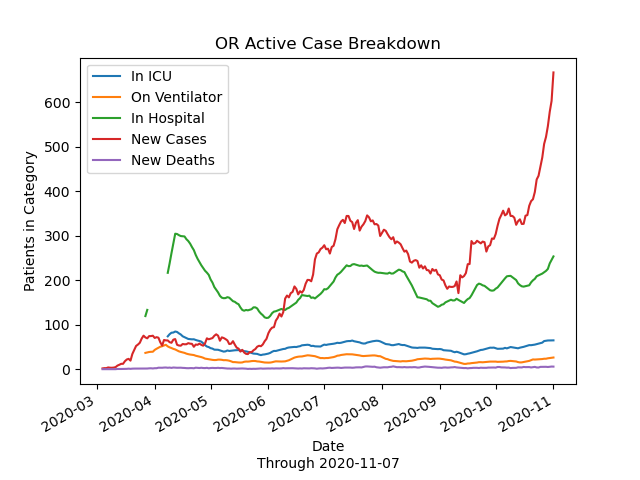 OR Active Case Breakdown
In ICU
On Ventilator
In Hospital
New Cases
New Deaths
Patients in Category
600
500
400
300
200
100
0
2020-03
2020-04
2020-05
2020-06
2020-07
2020-08
2020-09
2020-10
2020-11
Date
Through 2020-11-07